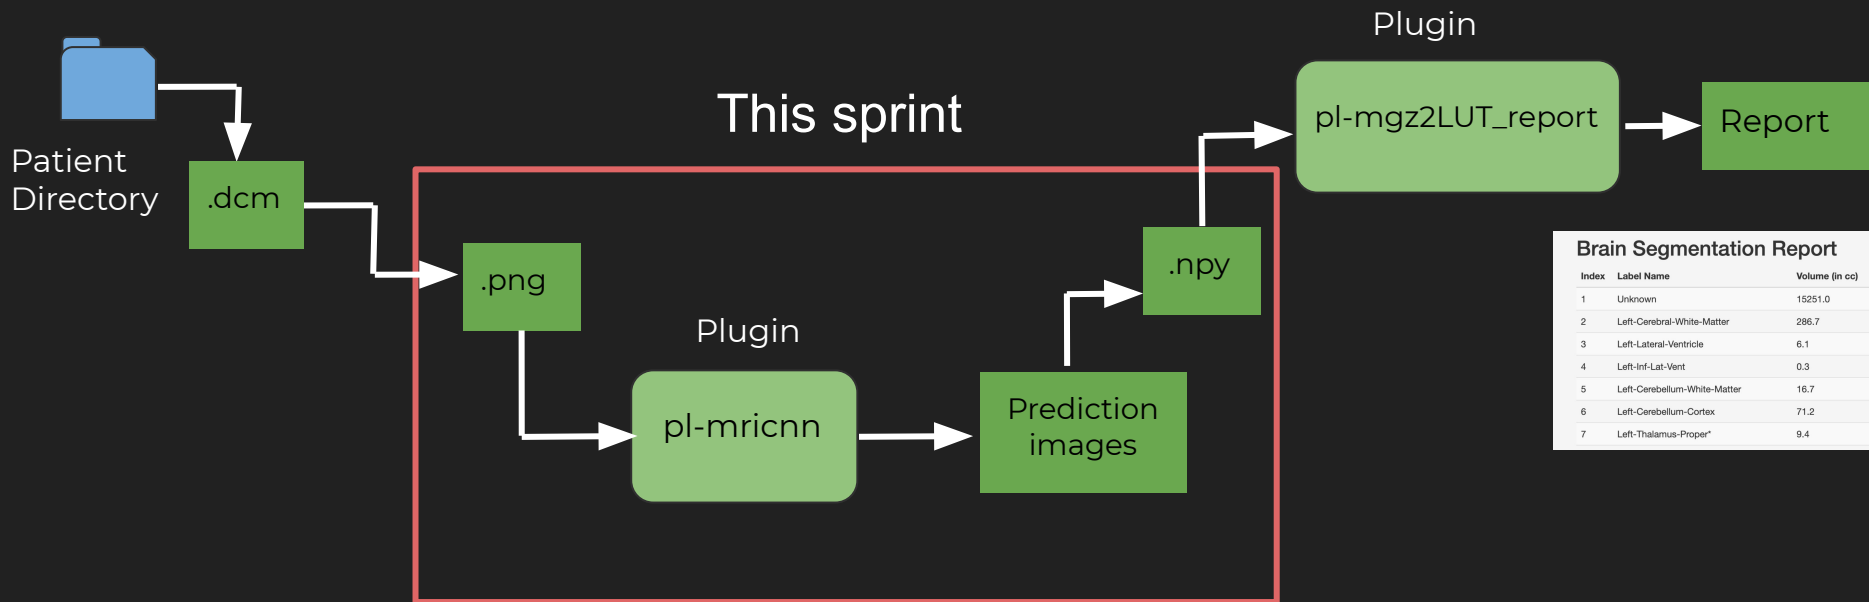 Plugin
This sprint
pl-mgz2LUT_report
Report
Patient
Directory
.dcm
.png
.npy
Plugin
pl-mricnn
Prediction
images
Brain Segmentation Report
Index Label Name Volume (in cc)
1 Unknown 15251.0
2 Left-Cerebral-White-Matter 286.7
3 Left-Lateral-Ventricle 6.1
4 Left-Inf-Lat-Vent 0.3
5 Left-Cerebellum-White-Matter 16.7
6 Left-Cerebellum-Cortex 71.2
7 Left-Thalamus-Proper* 9.4